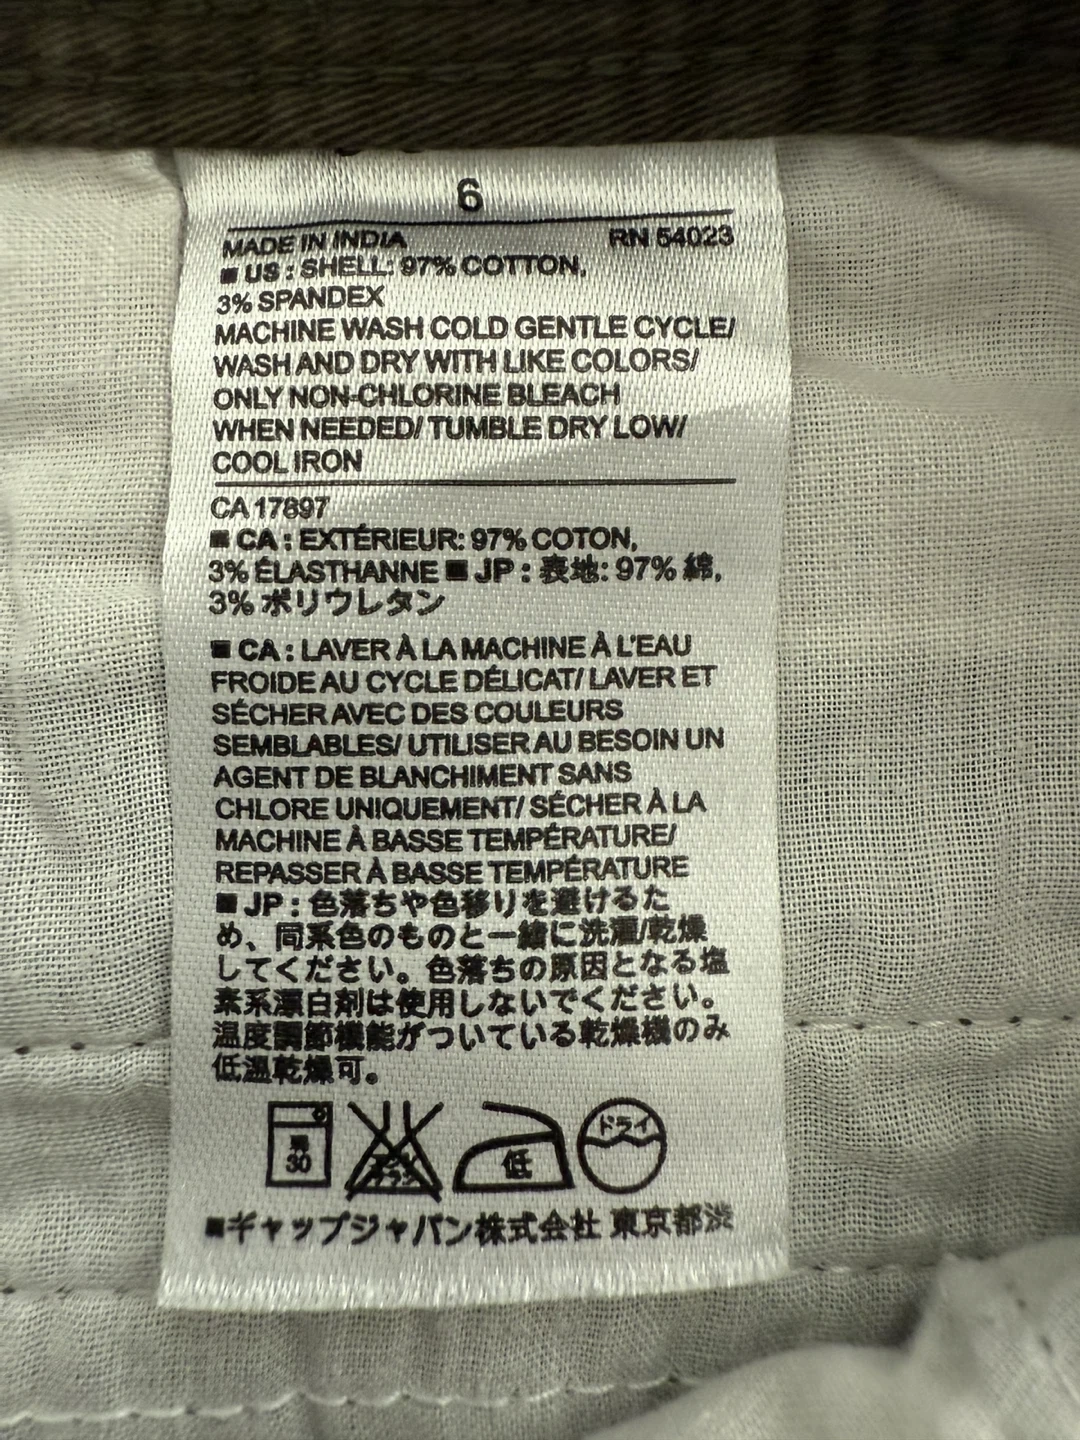 6
MADE IN INDIA RN 54023
■ US : SHELL: 97% COTTON,
3% SPANDEX
MACHINE WASH COLD GENTLE CYCLE/
WASH AND DRY WITH LIKE COLORS/
ONLY NON-CHLORINE BLEACH
WHEN NEEDED/ TUMBLE DRY LOW/
COOL IRON
CA 17897
■ CA : EXTÉRIEUR: 97% COTON,
3% ÉLASTHANNE ■ JP : 表地: 97% 綿,
3% ポリウレタン
■ CA : LAVER À LA MACHINE À L'EAU
FROIDE AU CYCLE DÉLICAT/ LAVER ET
SÉCHER AVEC DES COULEURS
SEMBLABLES/ UTILISER AU BESOIN UN
AGENT DE BLANCHIMENT SANS
CHLORE UNIQUEMENT/ SÉCHER À LA
MACHINE À BASSE TEMPÉRATURE/
REPASSER À BASSE TEMPÉRATURE
■ JP : 色落ちや色移りを避けるた
め、同系色のものと一緒に洗濯/乾燥
してください。色落ちの原因となる塩
素系漂白剤は使用しないでください。
温度調節機能がついている乾燥機のみ
低温乾燥可。
弱 30 エンソ サラシ 低 ドライ
■ギャップジャパン株式会社 東京都渋